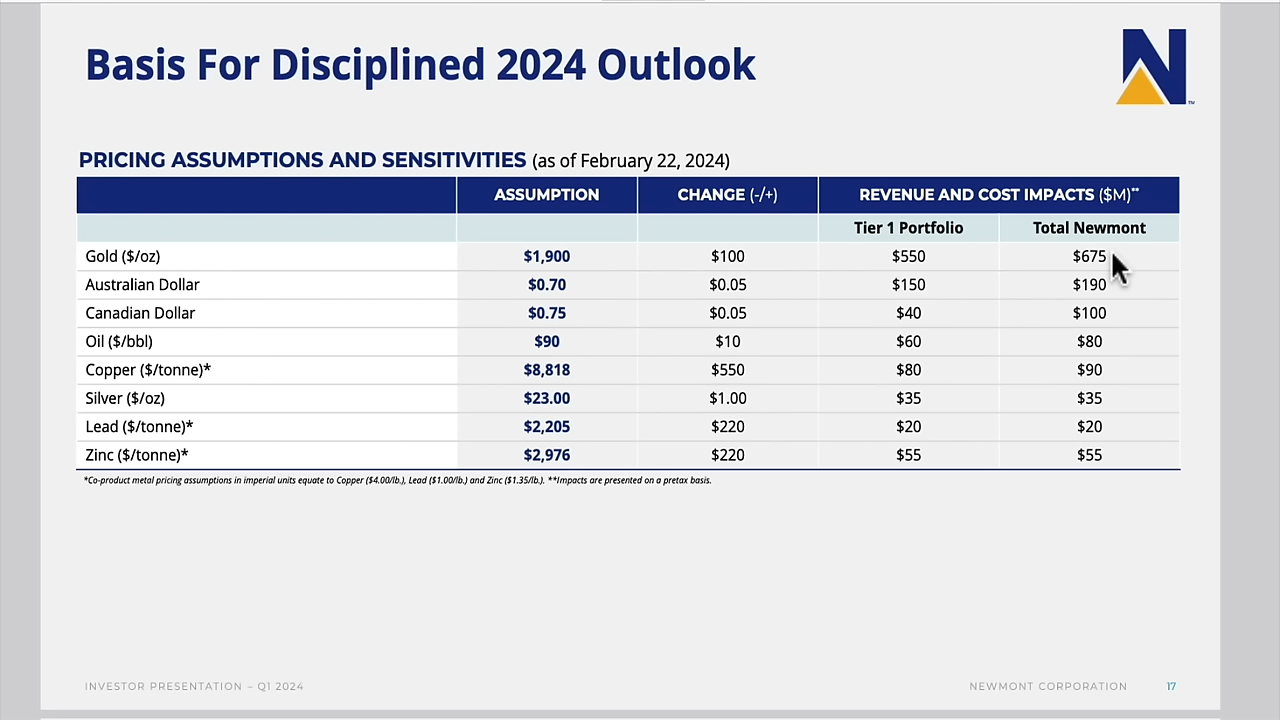 Basis For Disciplined 2024 Outlook
N™
PRICING ASSUMPTIONS AND SENSITIVITIES (as of February 22, 2024)
ASSUMPTION CHANGE (-/+) REVENUE AND COST IMPACTS ($M)**
Tier 1 Portfolio Total Newmont
Gold ($/oz) $1,900 $100 $550 $675
Australian Dollar $0.70 $0.05 $150 $190
Canadian Dollar $0.75 $0.05 $40 $100
Oil ($/bbl) $90 $10 $60 $80
Copper ($/tonne)* $8,818 $550 $80 $90
Silver ($/oz) $23.00 $1.00 $35 $35
Lead ($/tonne)* $2,205 $220 $20 $20
Zinc ($/tonne)* $2,976 $220 $55 $55
*Co-product metal pricing assumptions in imperial units equate to Copper ($4.00/lb.), Lead ($1.00/lb.) and Zinc ($1.35/lb.). **Impacts are presented on a pretax basis.
INVESTOR PRESENTATION – Q1 2024 NEWMONT CORPORATION 17